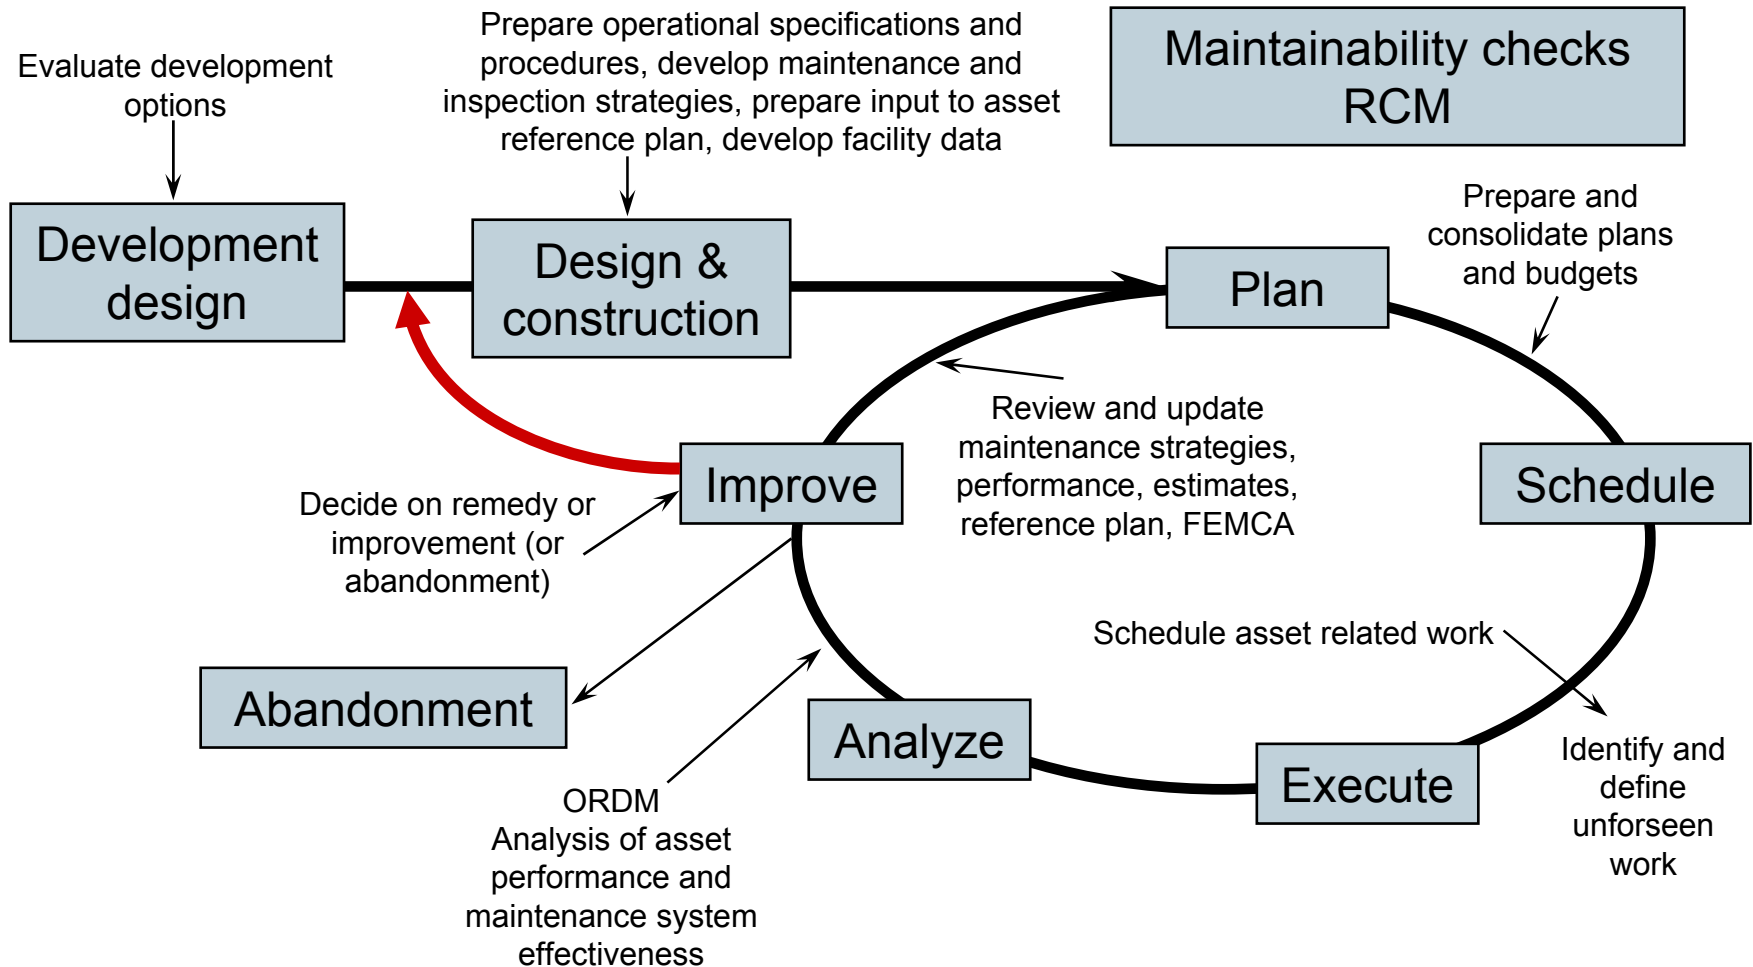 Evaluate development
options
Prepare operational specifications and
procedures, develop maintenance and
inspection strategies, prepare input to asset
reference plan, develop facility data
Maintainability checks
RCM
Development
design
Design &
construction
Plan
Prepare and
consolidate plans
and budgets
Review and update
maintenance strategies,
performance, estimates,
reference plan, FEMCA
Improve
Schedule
Decide on remedy or
improvement (or
abandonment)
Schedule asset related work
Abandonment
Analyze
Execute
Identify and
define
unforseen
work
ORDM
Analysis of asset
performance and
maintenance system
effectiveness